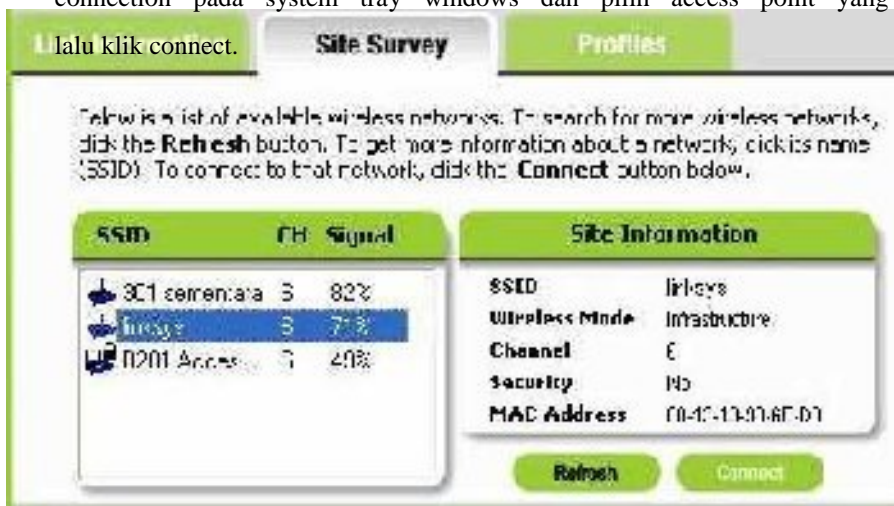 connection pada system tray windows dan pilih access point yang
lalu klik connect.
Site Survey
Profiles
Below is a list of available wireless networks. To search for more wireless networks,
click the Refresh button. To get more information about a network, click its name
(SSID). To connect to that network, click the Connect button below.
SSID CH Signal
Site Information
301 sementara 82%
linksys 71%
SSID linksys
Wireless Mode Infrastructure
Channel
Security No
MAC Address
Refresh
Connect